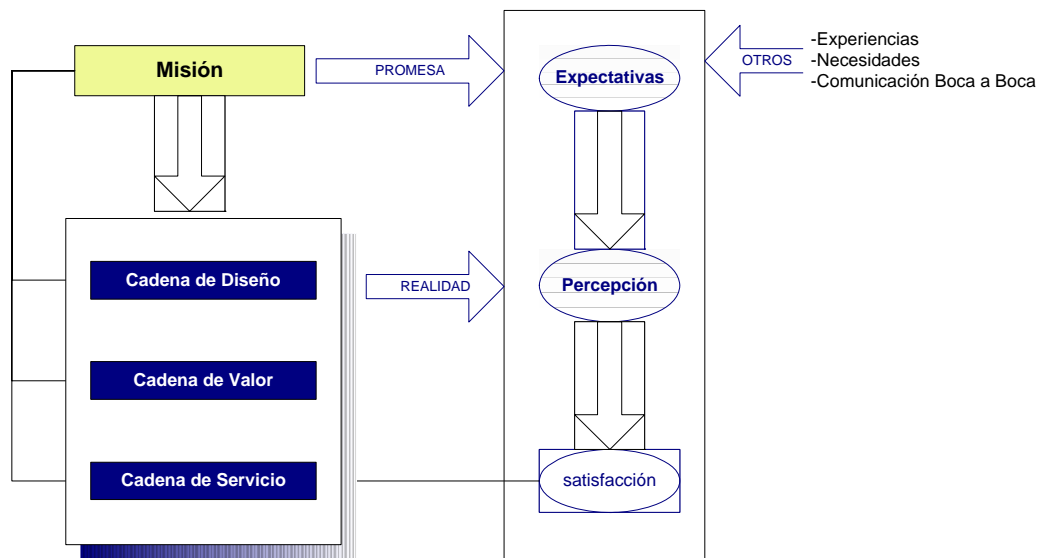 Misión
PROMESA
Expectativas
OTROS
-Experiencias
-Necesidades
-Comunicación Boca a Boca
Cadena de Diseño
REALIDAD
Percepción
Cadena de Valor
Cadena de Servicio
satisfacción